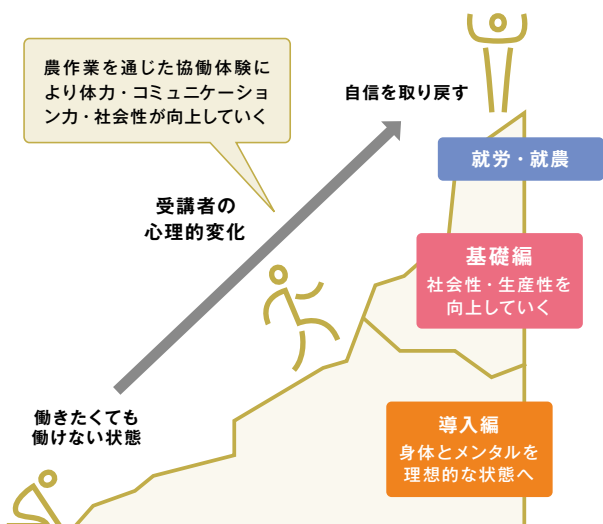 農作業を通じた協働体験に
より体力・コミュニケーショ
ン力・社会性が向上していく
自信を取り戻す
就労・就農
受講者の
心理的変化
基礎編
社会性・生産性を
向上していく
働きたくても
働けない状態
導入編
身体とメンタルを
理想的な状態へ